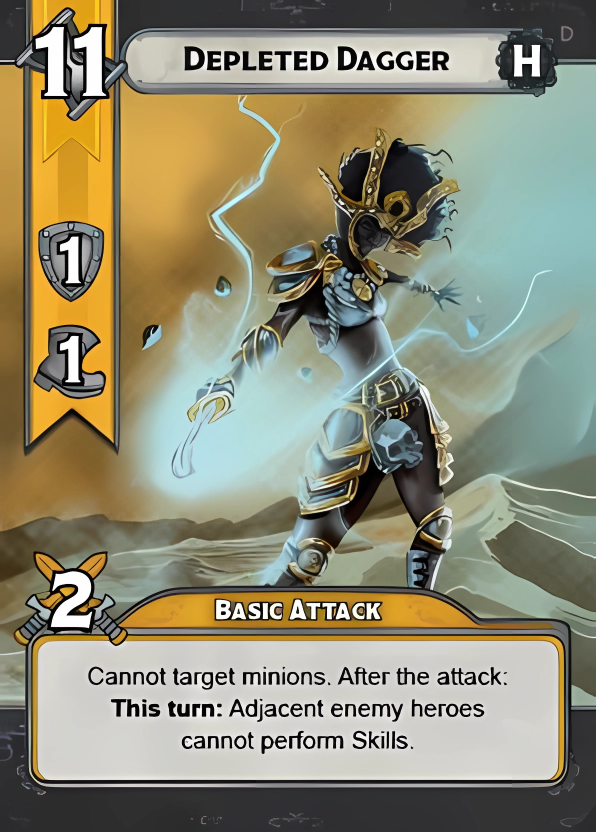 11
DEPLETED DAGGER
H
D
1
1
2
BASIC ATTACK
Cannot target minions. After the attack:
This turn: Adjacent enemy heroes
cannot perform Skills.